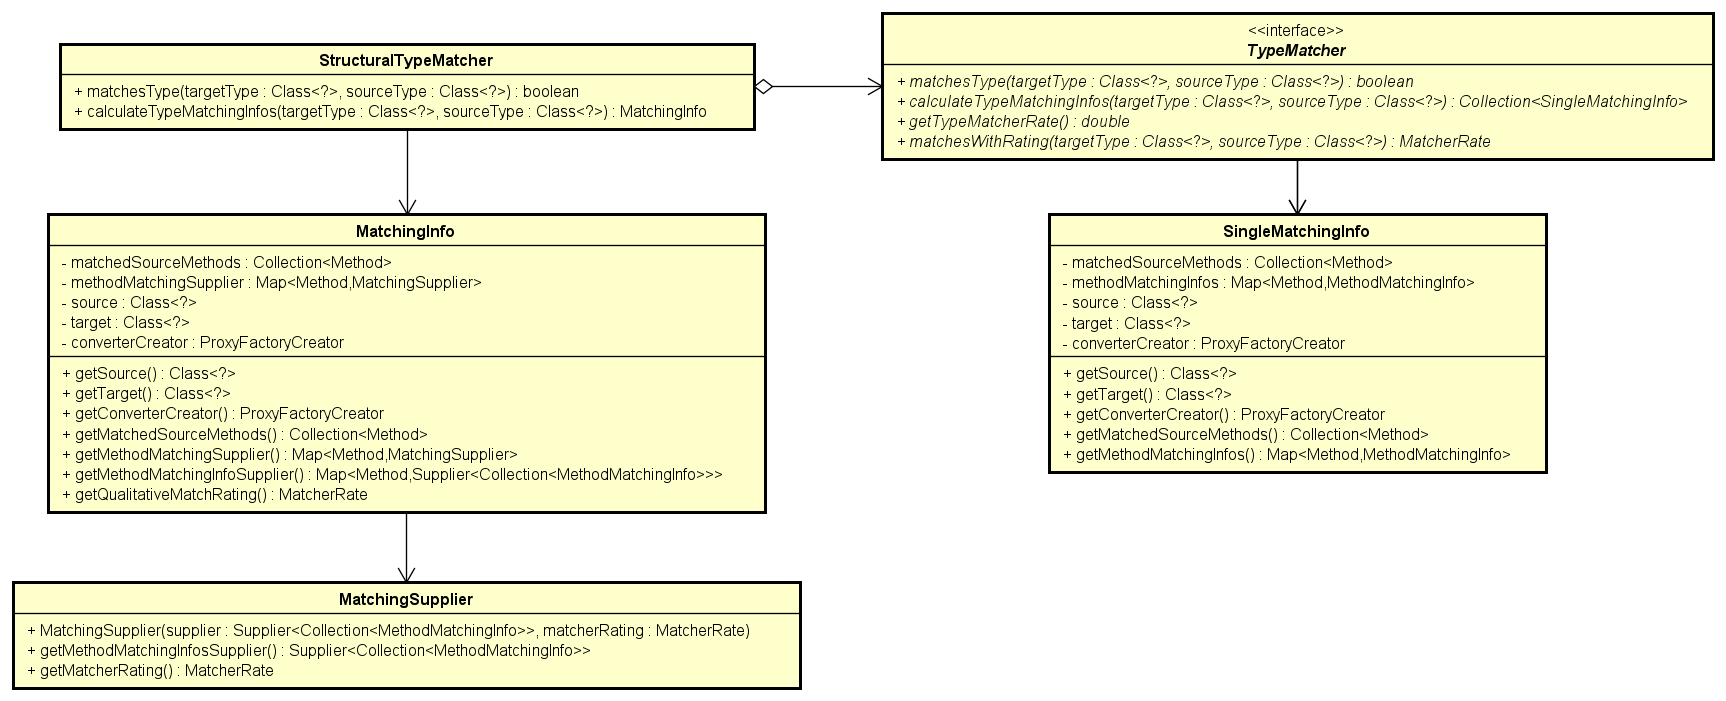 StructuralTypeMatcher
+ matchesType(targetType : Class<?>, sourceType : Class<?>) : boolean
+ calculateTypeMatchingInfos(targetType : Class<?>, sourceType : Class<?>) : MatchingInfo
<<interface>>
TypeMatcher
+ matchesType(targetType : Class<?>, sourceType : Class<?>) : boolean
+ calculateTypeMatchingInfos(targetType : Class<?>, sourceType : Class<?>) : Collection<SingleMatchingInfo>
+ getTypeMatcherRate() : double
+ matchesWithRating(targetType : Class<?>, sourceType : Class<?>) : MatcherRate
MatchingInfo
- matchedSourceMethods : Collection<Method>
- methodMatchingSupplier : Map<Method,MatchingSupplier>
- source : Class<?>
- target : Class<?>
- converterCreator : ProxyFactoryCreator
+ getSource() : Class<?>
+ getTarget() : Class<?>
+ getConverterCreator() : ProxyFactoryCreator
+ getMatchedSourceMethods() : Collection<Method>
+ getMethodMatchingSupplier() : Map<Method,MatchingSupplier>
+ getMethodMatchingInfoSupplier() : Map<Method,Supplier<Collection<MethodMatchingInfo>>>
+ getQualitativeMatchRating() : MatcherRate
SingleMatchingInfo
- matchedSourceMethods : Collection<Method>
- methodMatchingInfos : Map<Method,MethodMatchingInfo>
- source : Class<?>
- target : Class<?>
- converterCreator : ProxyFactoryCreator
+ getSource() : Class<?>
+ getTarget() : Class<?>
+ getConverterCreator() : ProxyFactoryCreator
+ getMatchedSourceMethods() : Collection<Method>
+ getMethodMatchingInfos() : Map<Method,MethodMatchingInfo>
MatchingSupplier
+ MatchingSupplier(supplier : Supplier<Collection<MethodMatchingInfo>>, matcherRating : MatcherRate)
+ getMethodMatchingInfosSupplier() : Supplier<Collection<MethodMatchingInfo>>
+ getMatcherRating() : MatcherRate